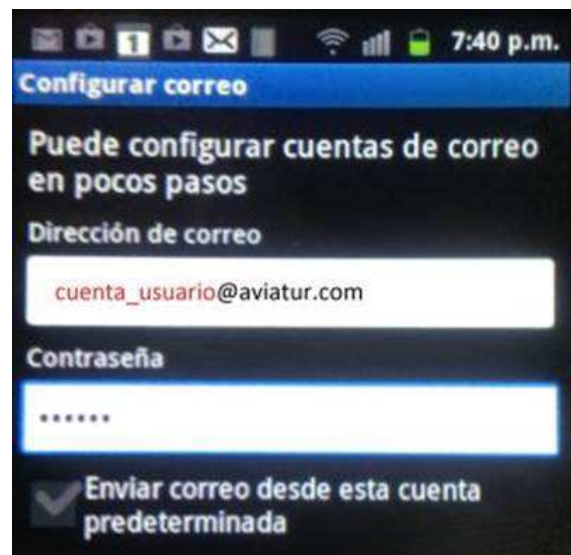 1
7:40 p.m.
Configurar correo
Puede configurar cuentas de correo
en pocos pasos
Dirección de correo
cuenta_usuario@aviatur.com
Contraseña
••••••
Enviar correo desde esta cuenta
predeterminada